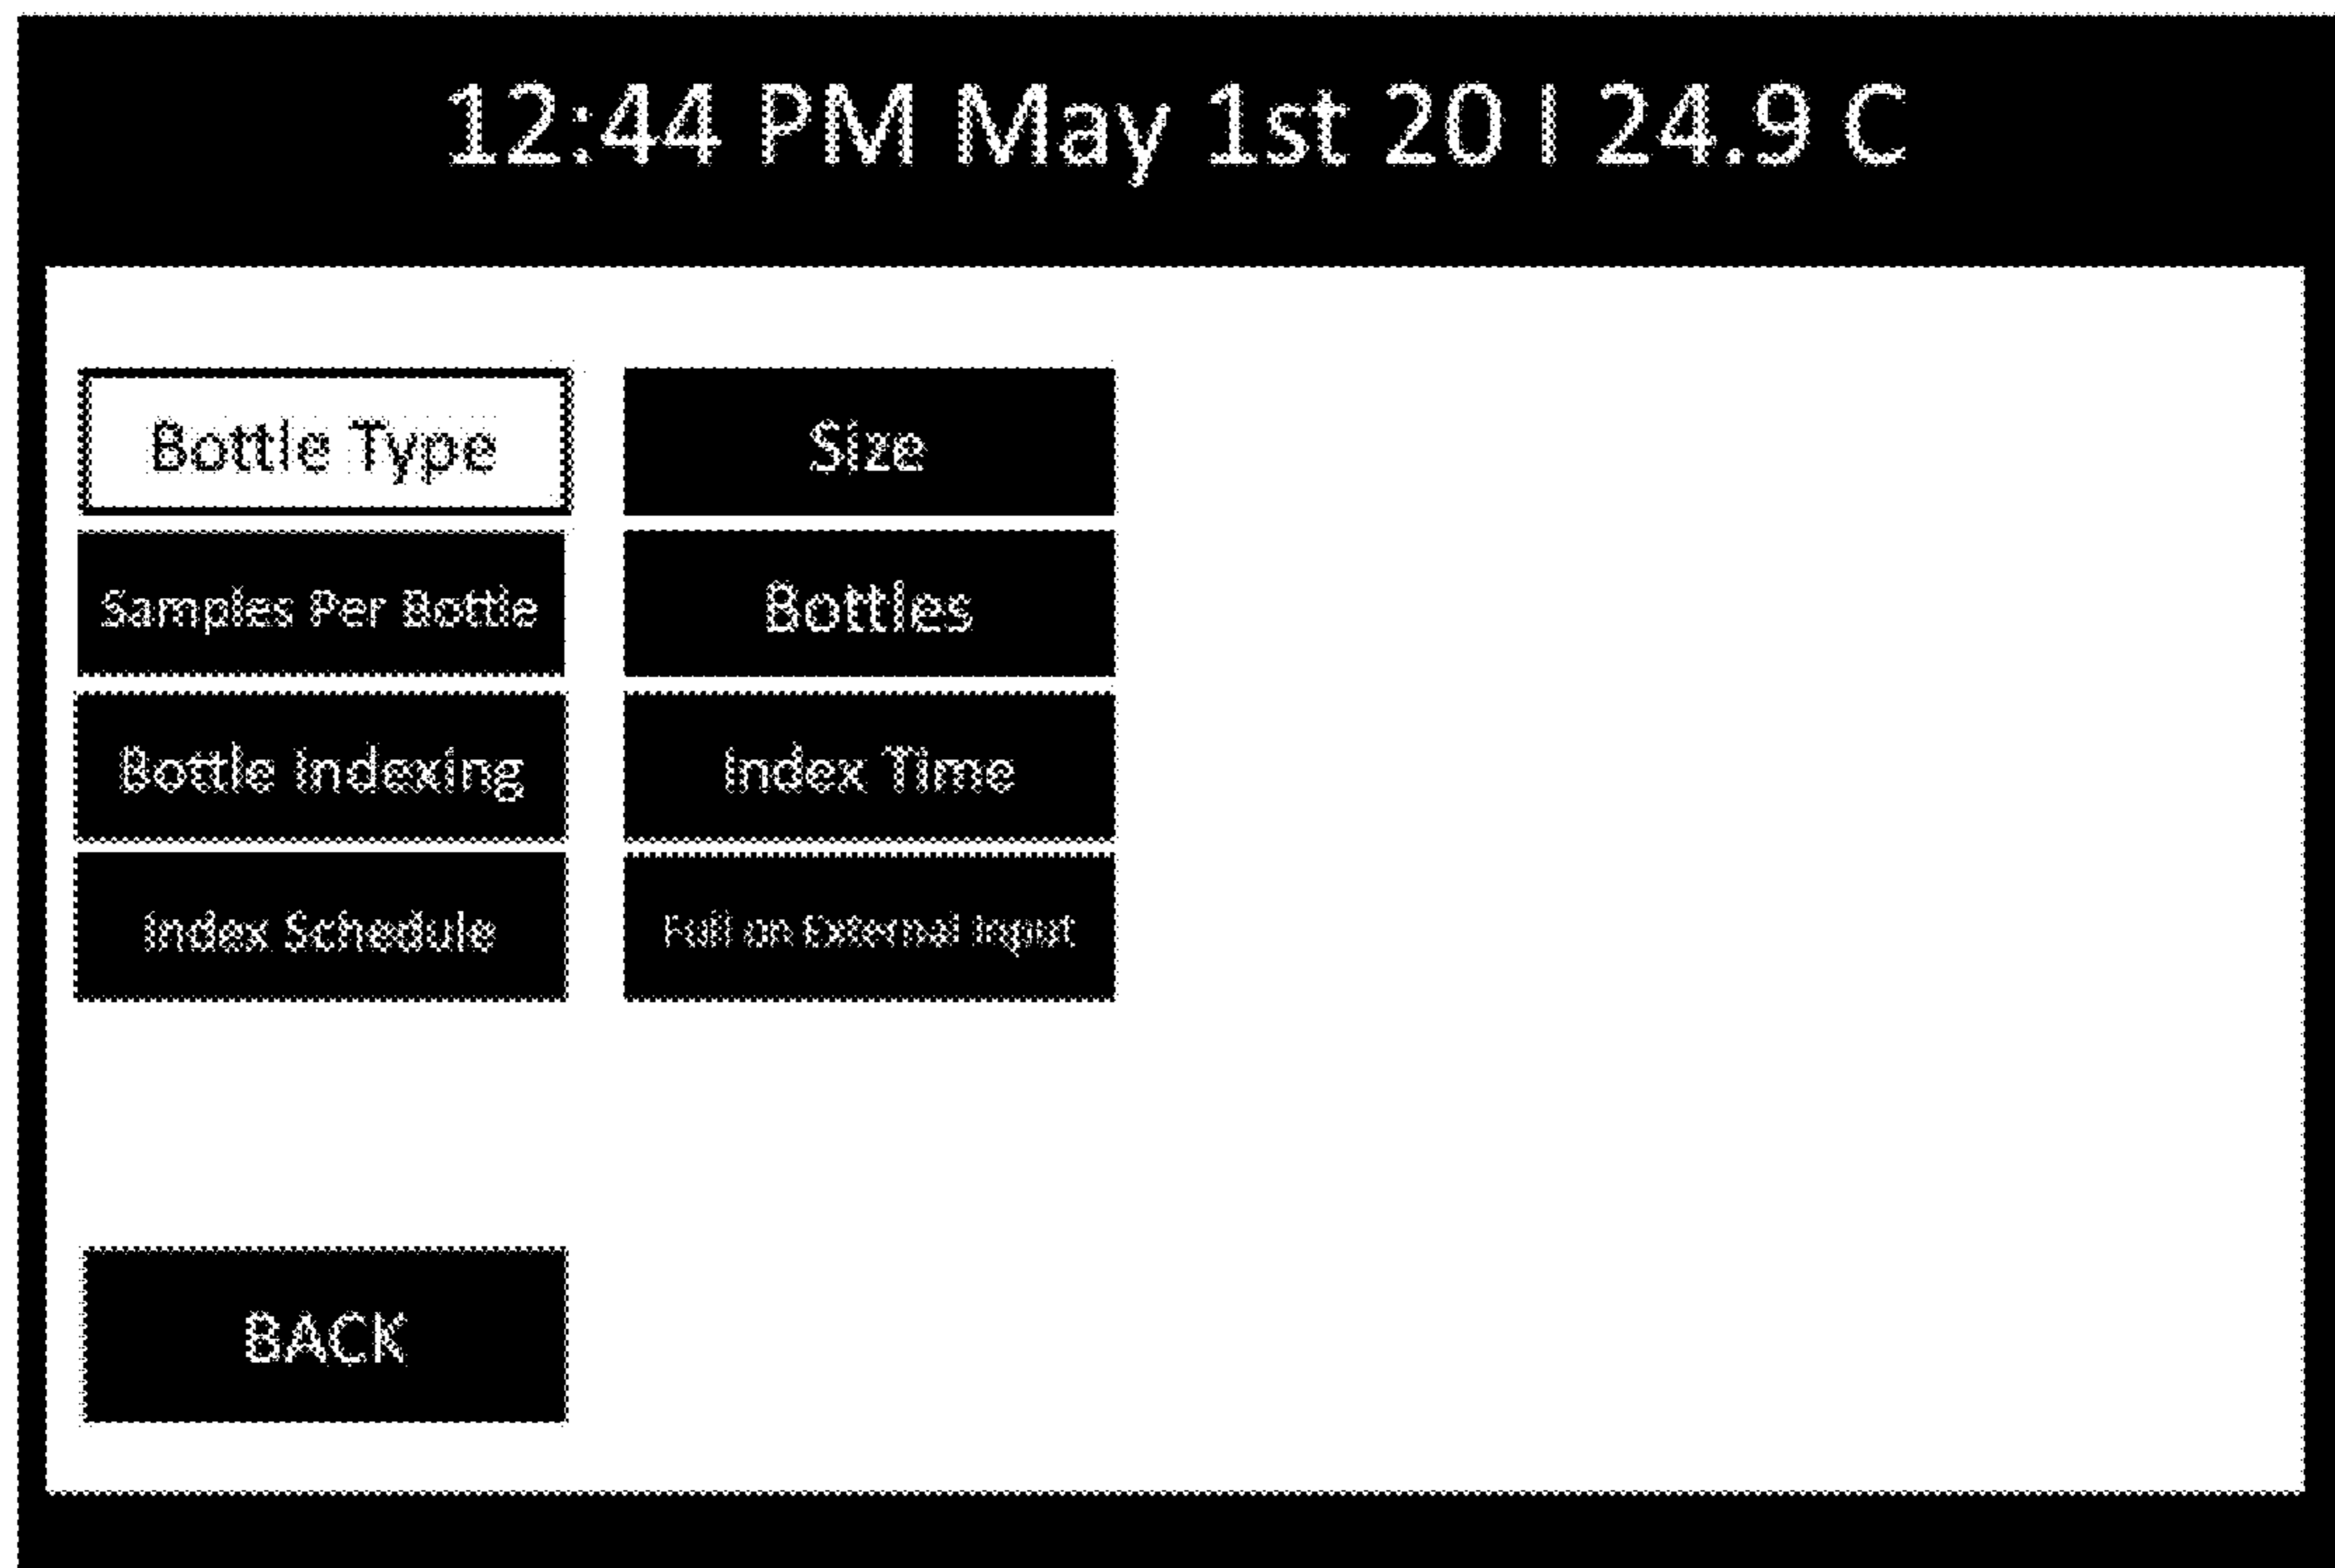 12:44 PM May 1st 20 | 24.9 C
Bottle Type
Size
Samples Per Bottle
Bottles
Bottle Indexing
Index Time
Index Schedule
Full on External Input
BACK